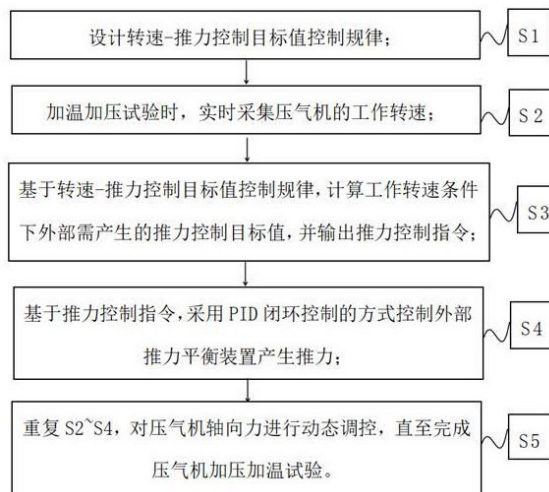 设计转速-推力控制目标值控制规律；
S1
加温加压试验时，实时采集压气机的工作转速；
S2
基于转速-推力控制目标值控制规律，计算工作转速条件
下外部需产生的推力控制目标值，并输出推力控制指令；
S3
基于推力控制指令，采用PID闭环控制的方式控制外部
推力平衡装置产生推力；
S4
重复S2~S4，对压气机轴向力进行动态调控，直至完成
压气机加压加温试验。
S5